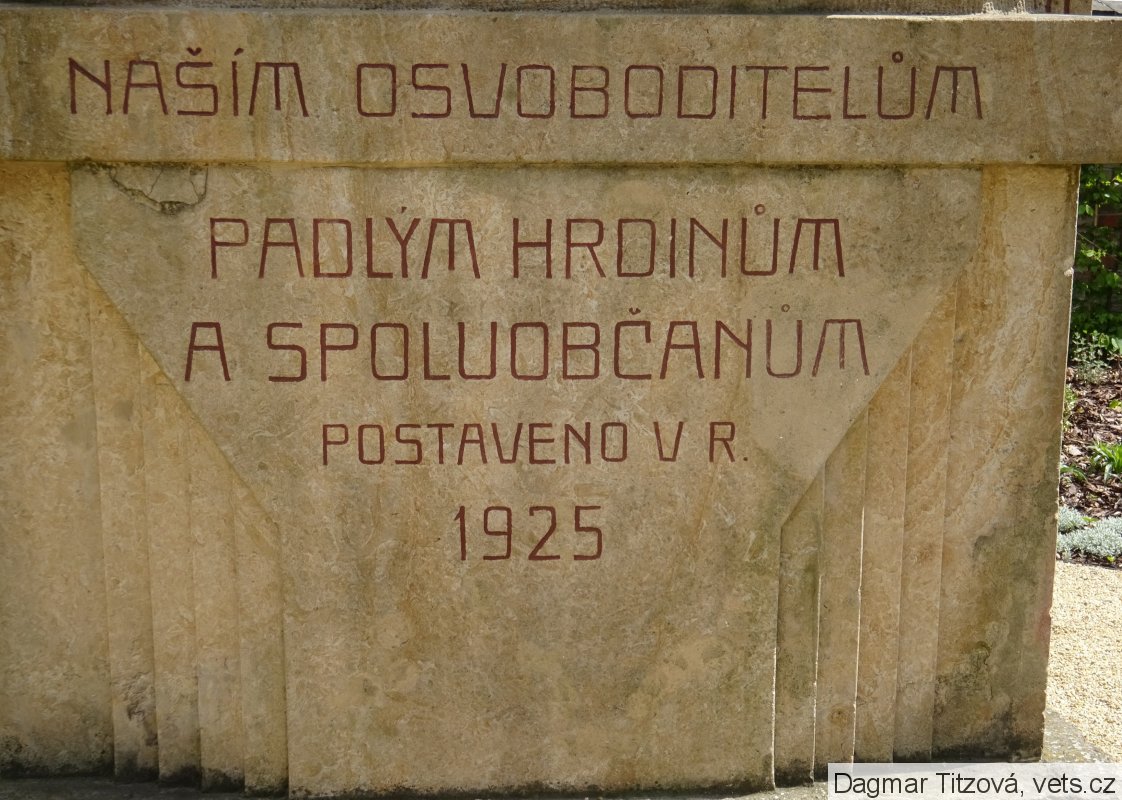 NAŠÍM OSVOBODITELŮM
PADLÝM HRDINŮM
A SPOLUOBČANŮM
POSTAVENO V R.
1925
Dagmar Titzová, vets.cz